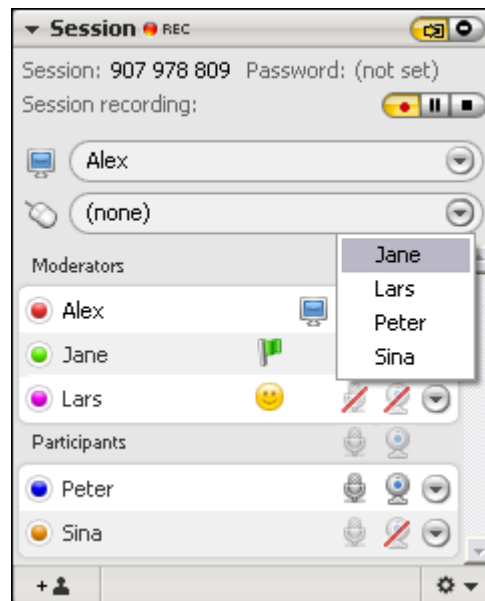 Session REC
Session: 907 978 809 Password: (not set)
Session recording:
Alex
(none)
Jane
Lars
Peter
Sina
Moderators
Alex
Jane
Lars
Participants
Peter
Sina